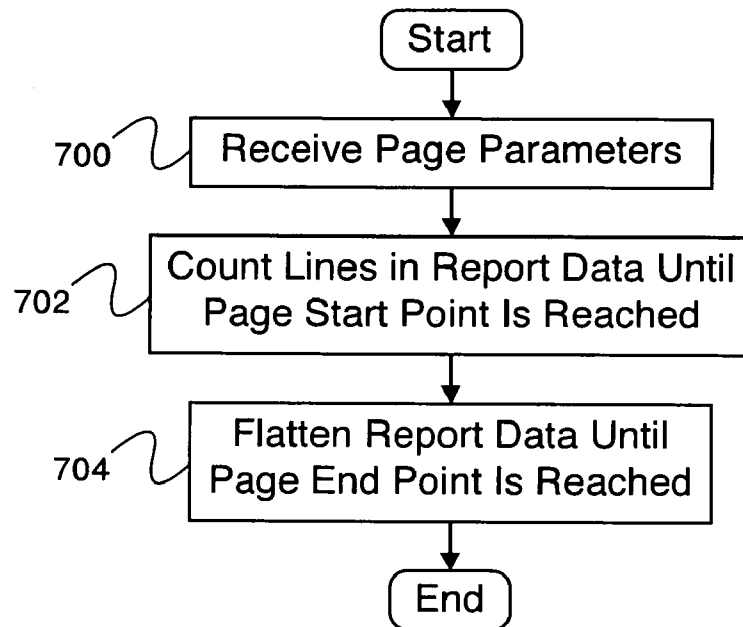 Start
700
Receive Page Parameters
702
Count Lines in Report Data Until
Page Start Point Is Reached
704
Flatten Report Data Until
Page End Point Is Reached
End